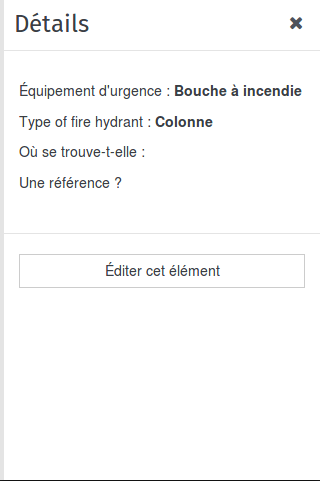 Détails
Équipement d'urgence : Bouche à incendie
Type of fire hydrant : Colonne
Où se trouve-t-elle :
Une référence ?
Éditer cet élément